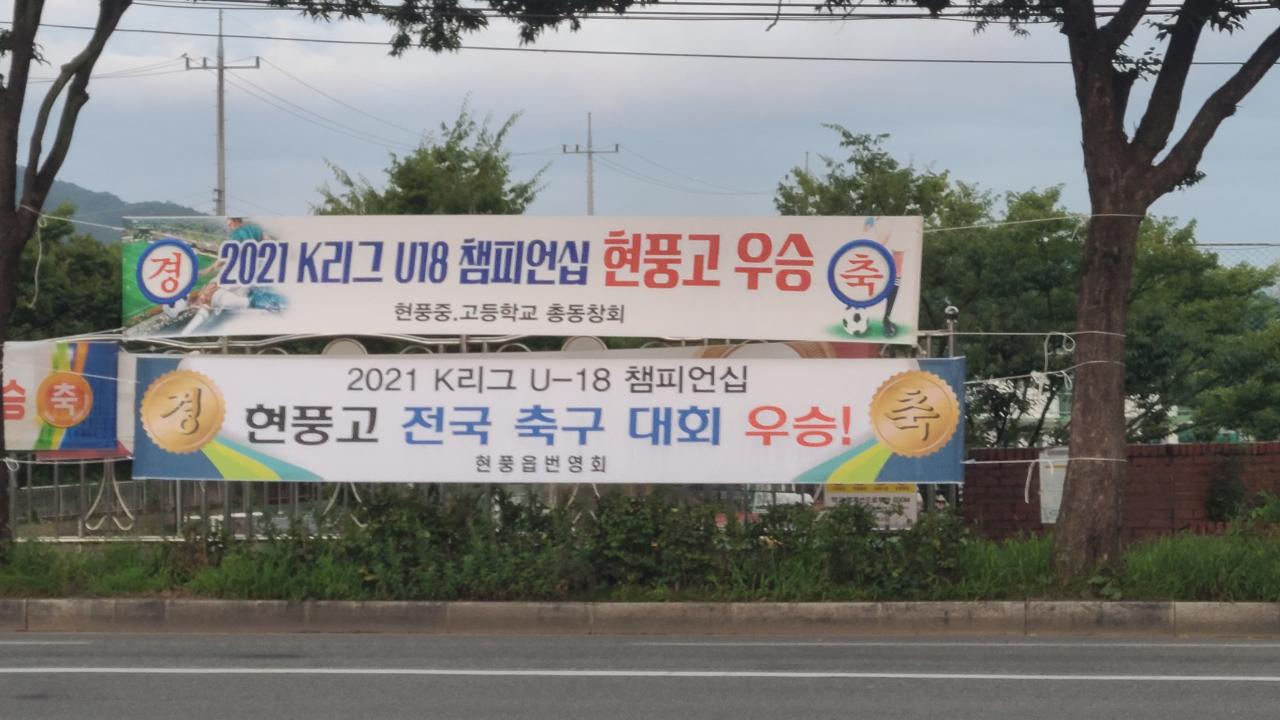 경 2021 K리그 U18 챔피언십 현풍고 우승 축
현풍중.고등학교 총동창회
승 축
2021 K리그 U-18 챔피언십
경 현풍고 전국 축구 대회 우승! 축
현풍읍번영회